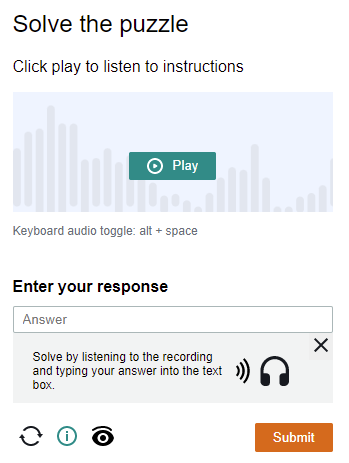 Solve the puzzle
Click play to listen to instructions
Play
Keyboard audio toggle: alt + space
Enter your response
Answer
Solve by listening to the recording
and typing your answer into the text
box.
Submit